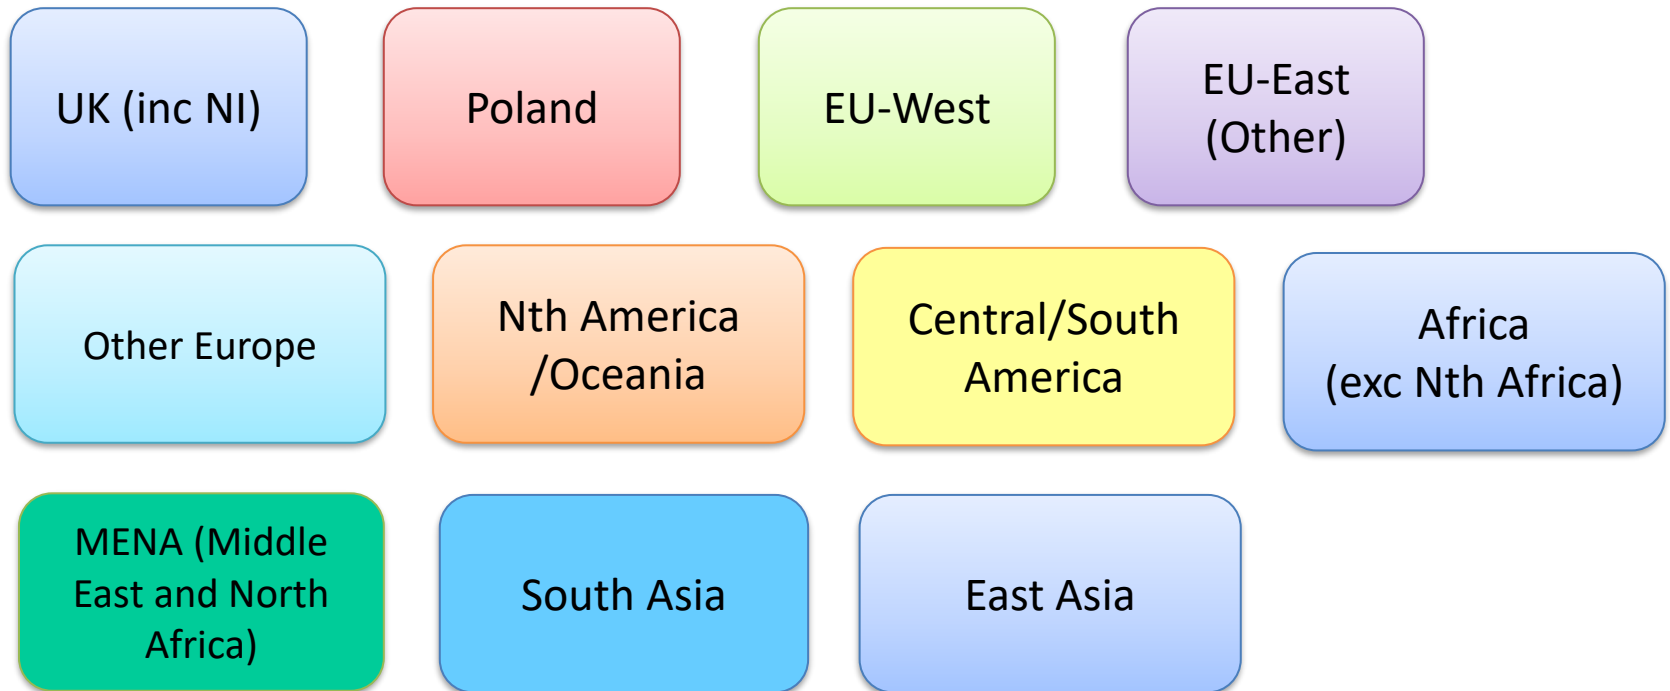 UK (inc NI)
Poland
EU-West
EU-East
(Other)
Other Europe
Nth America
/Oceania
Central/South
America
Africa
(exc Nth Africa)
MENA (Middle
East and North
Africa)
South Asia
East Asia